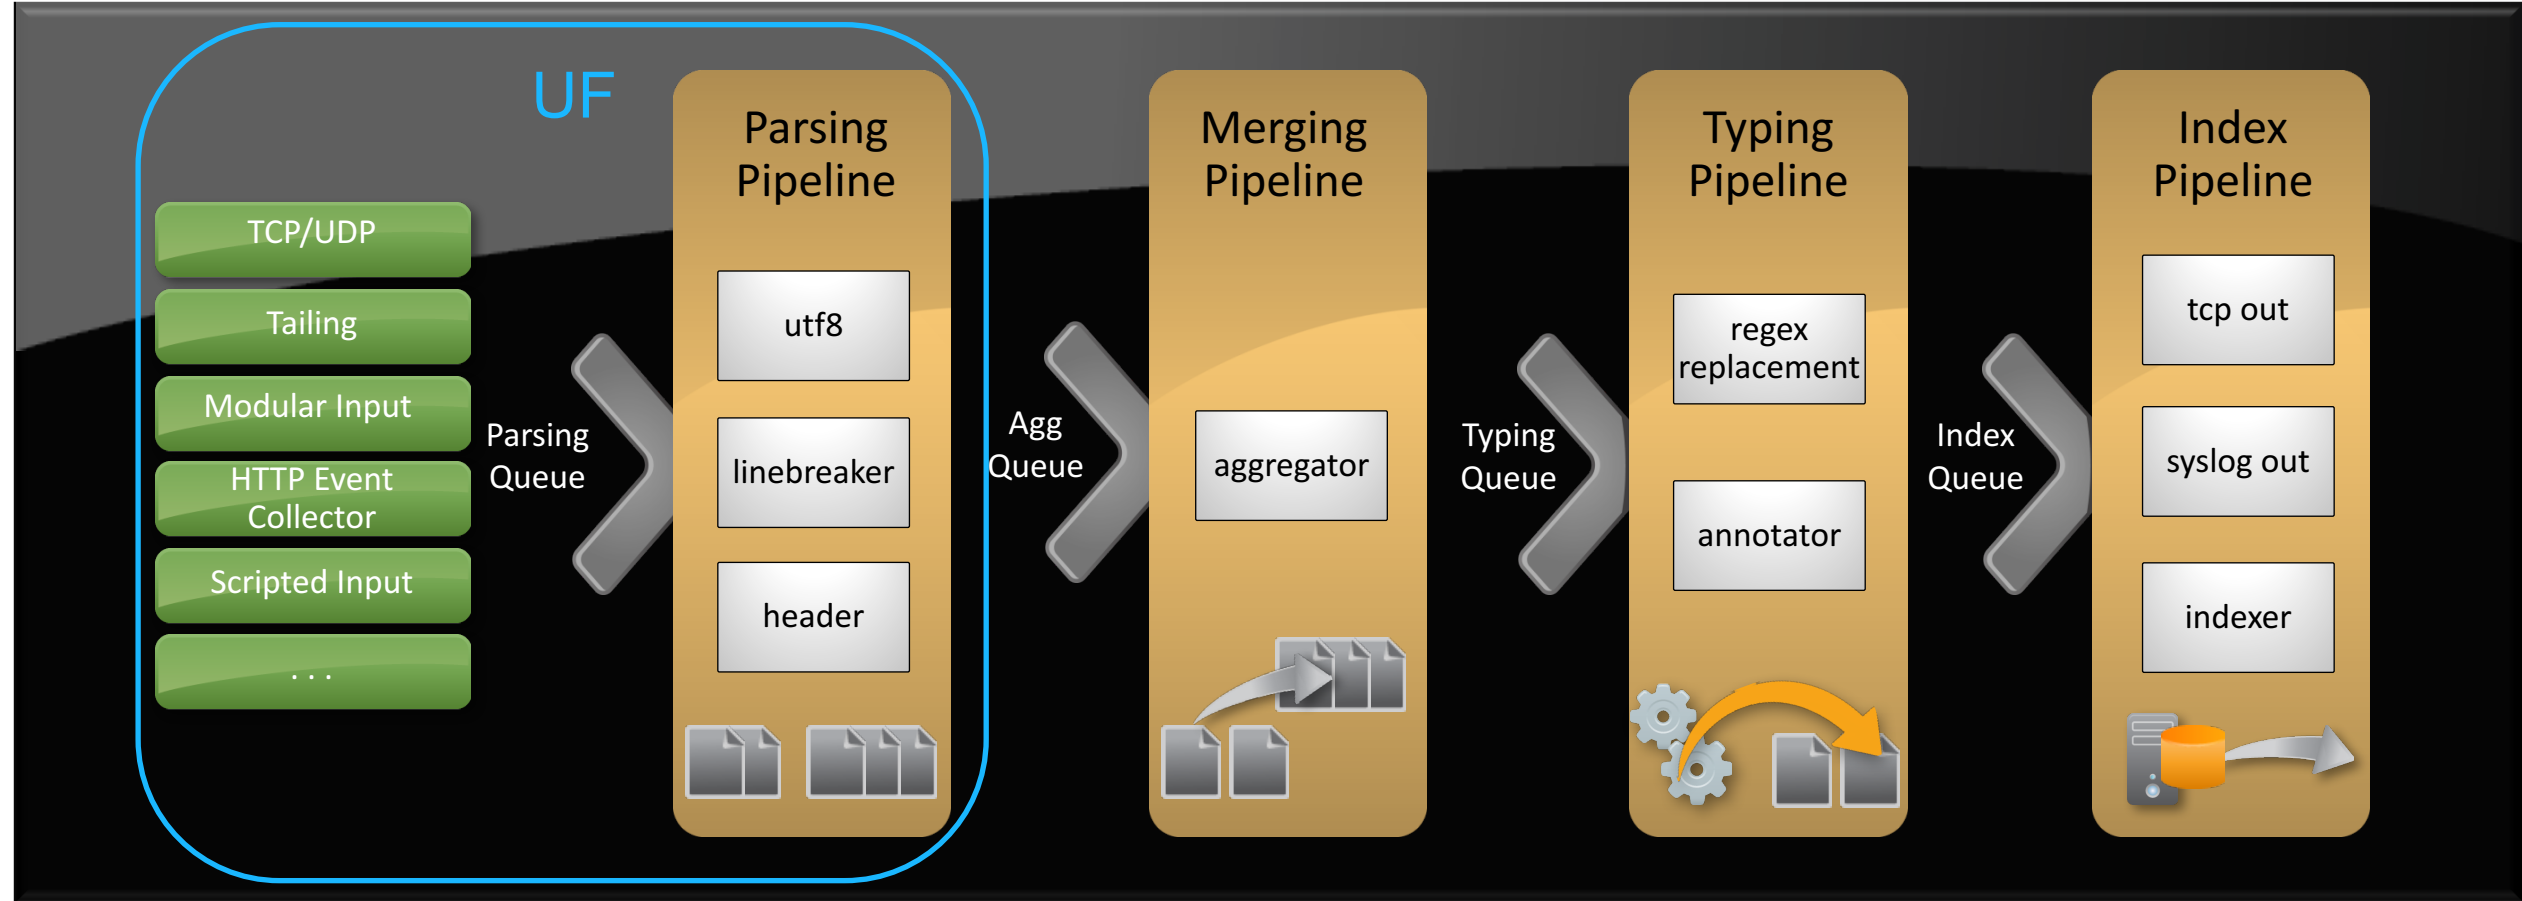 UF
TCP/UDP
Tailing
Modular Input
HTTP Event
Collector
Scripted Input
. . .
Parsing
Queue
Parsing
Pipeline
utf8
linebreaker
header
Agg
Queue
Merging
Pipeline
aggregator
Typing
Queue
Typing
Pipeline
regex
replacement
annotator
Index
Queue
Index
Pipeline
tcp out
syslog out
indexer